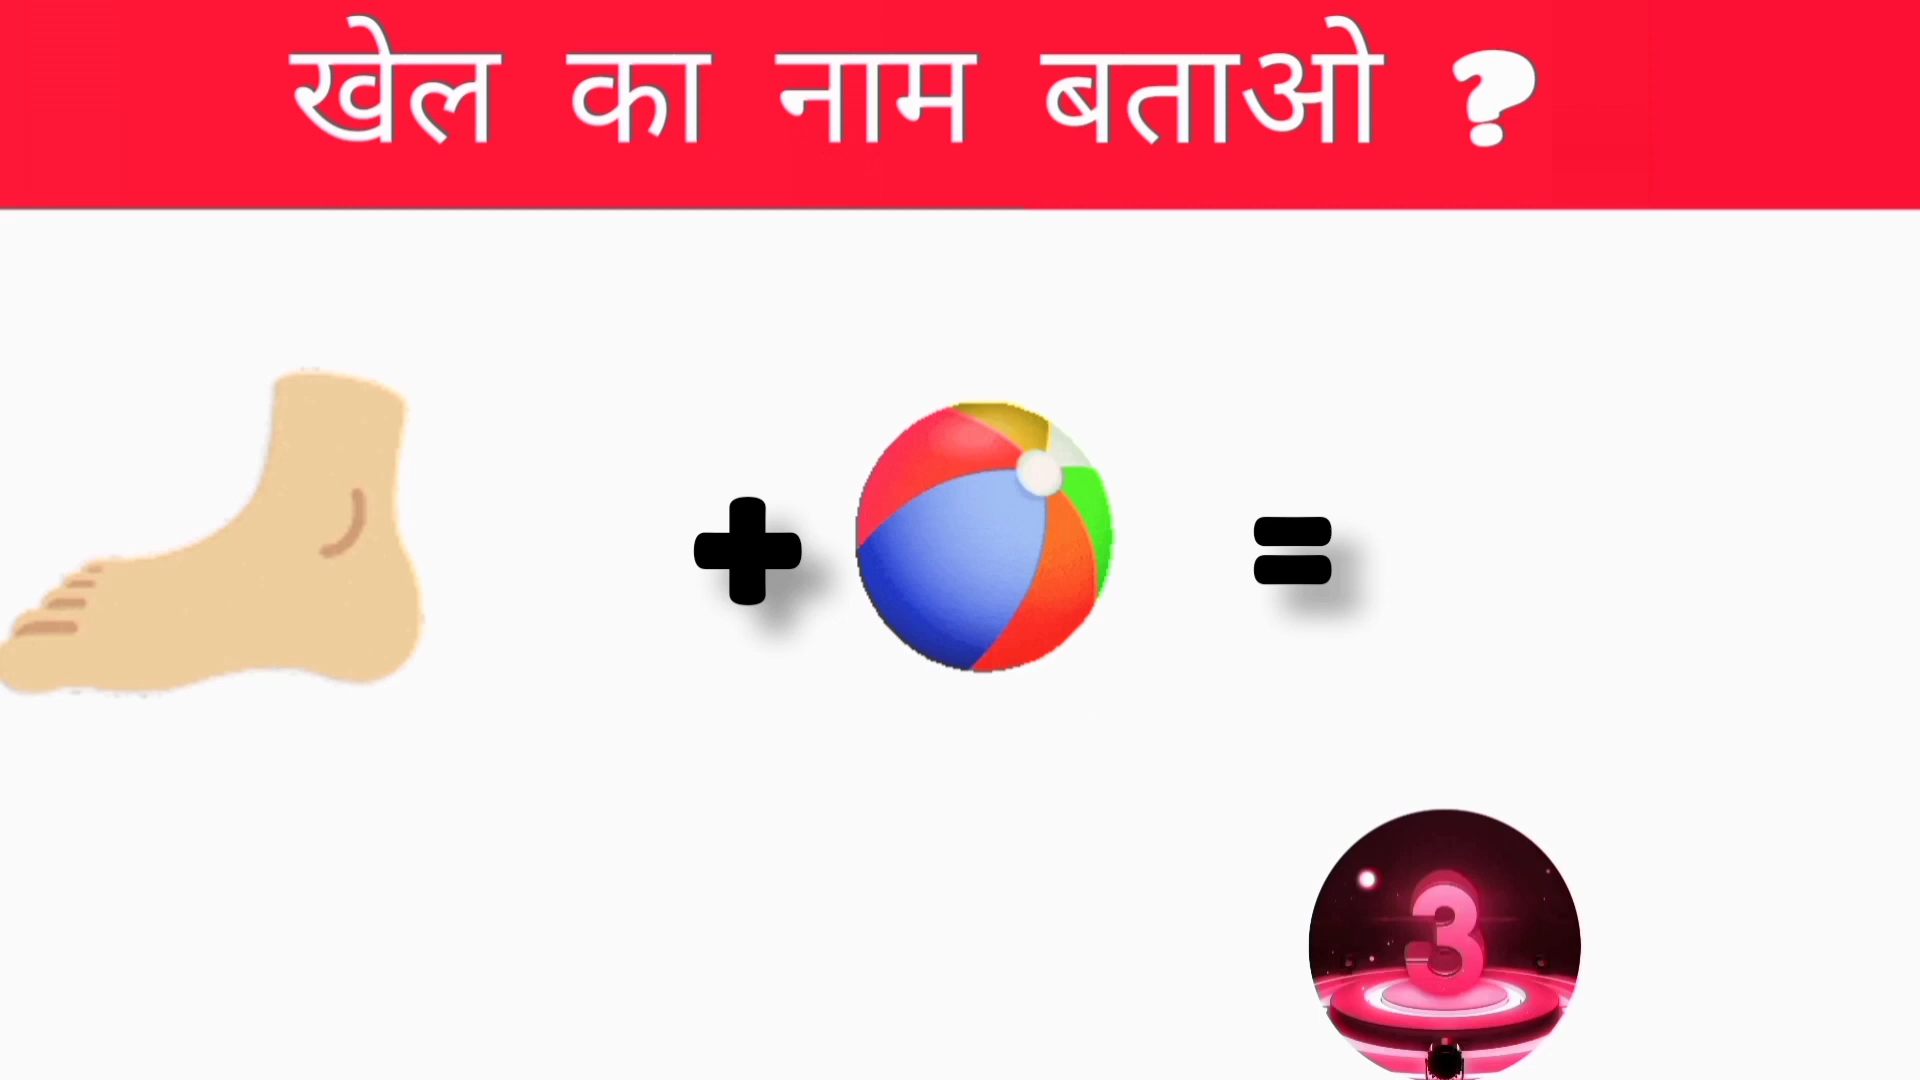 खेल का नाम बताओ ?
+ =
3